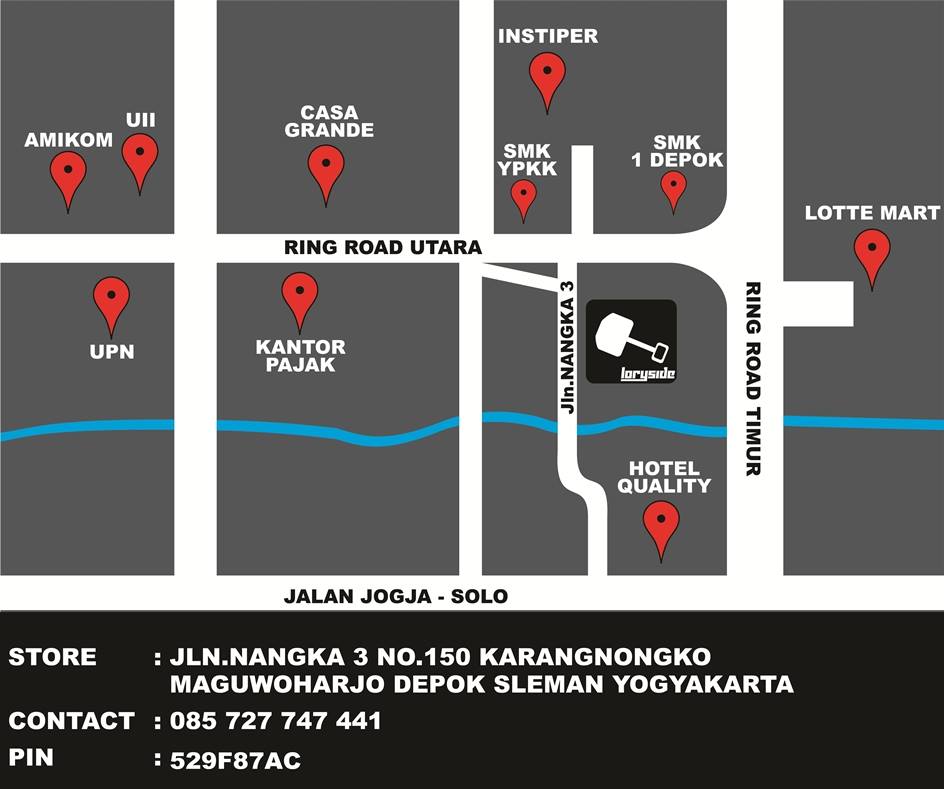 INSTIPER
UII
AMIKOM
CASA
GRANDE
SMK
YPKK
SMK
1 DEPOK
LOTTE MART
RING ROAD UTARA
UPN
KANTOR
PAJAK
Jln.NANGKA 3
loryside
RING ROAD TIMUR
HOTEL
QUALITY
JALAN JOGJA - SOLO
STORE : JLN.NANGKA 3 NO.150 KARANGNONGKO
MAGUWOHARJO DEPOK SLEMAN YOGYAKARTA
CONTACT : 085 727 747 441
PIN : 529F87AC